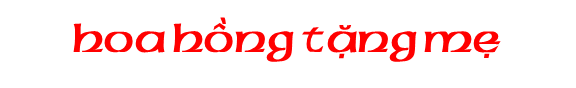 hoa hồng tặng mẹ